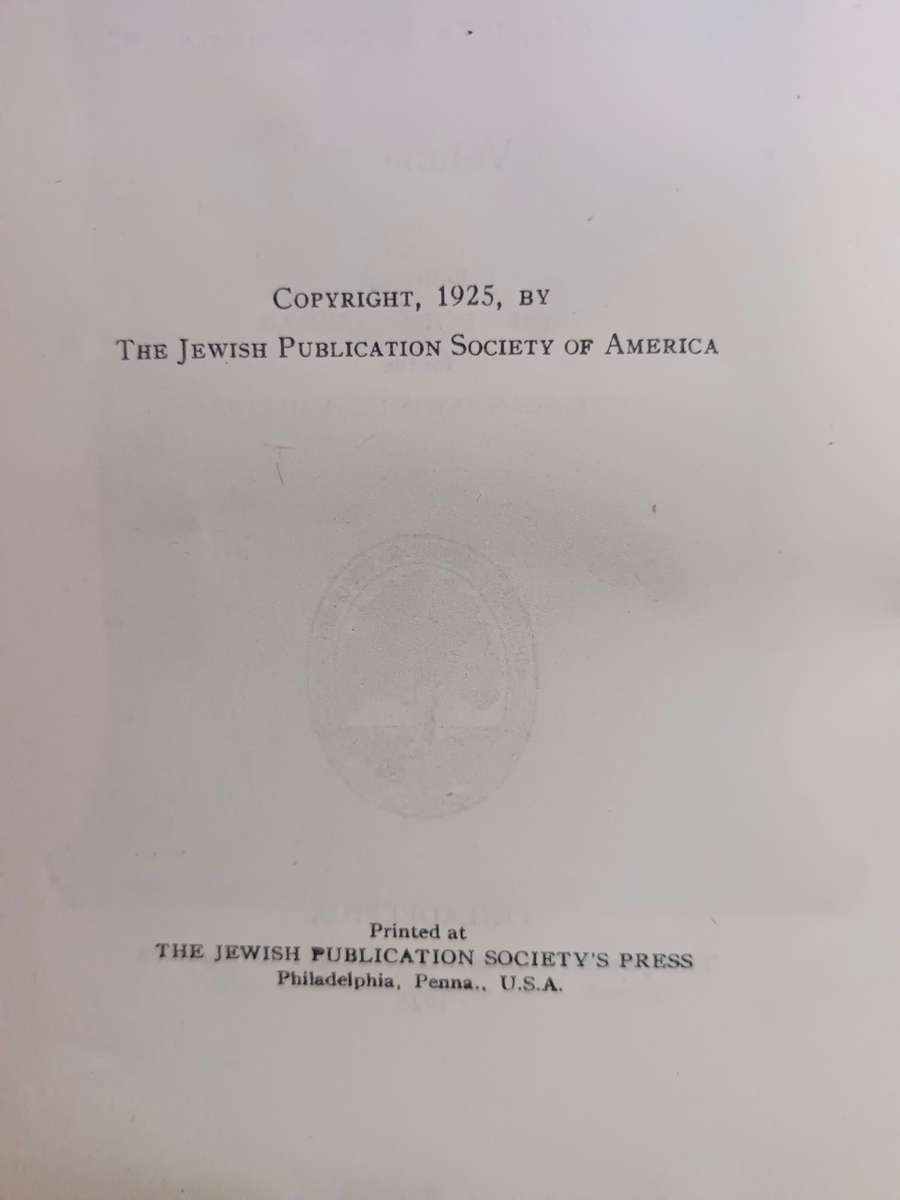 COPYRIGHT, 1925, BY
THE JEWISH PUBLICATION SOCIETY OF AMERICA
Printed at
THE JEWISH PUBLICATION SOCIETY'S PRESS
Philadelphia, Penna., U.S.A.